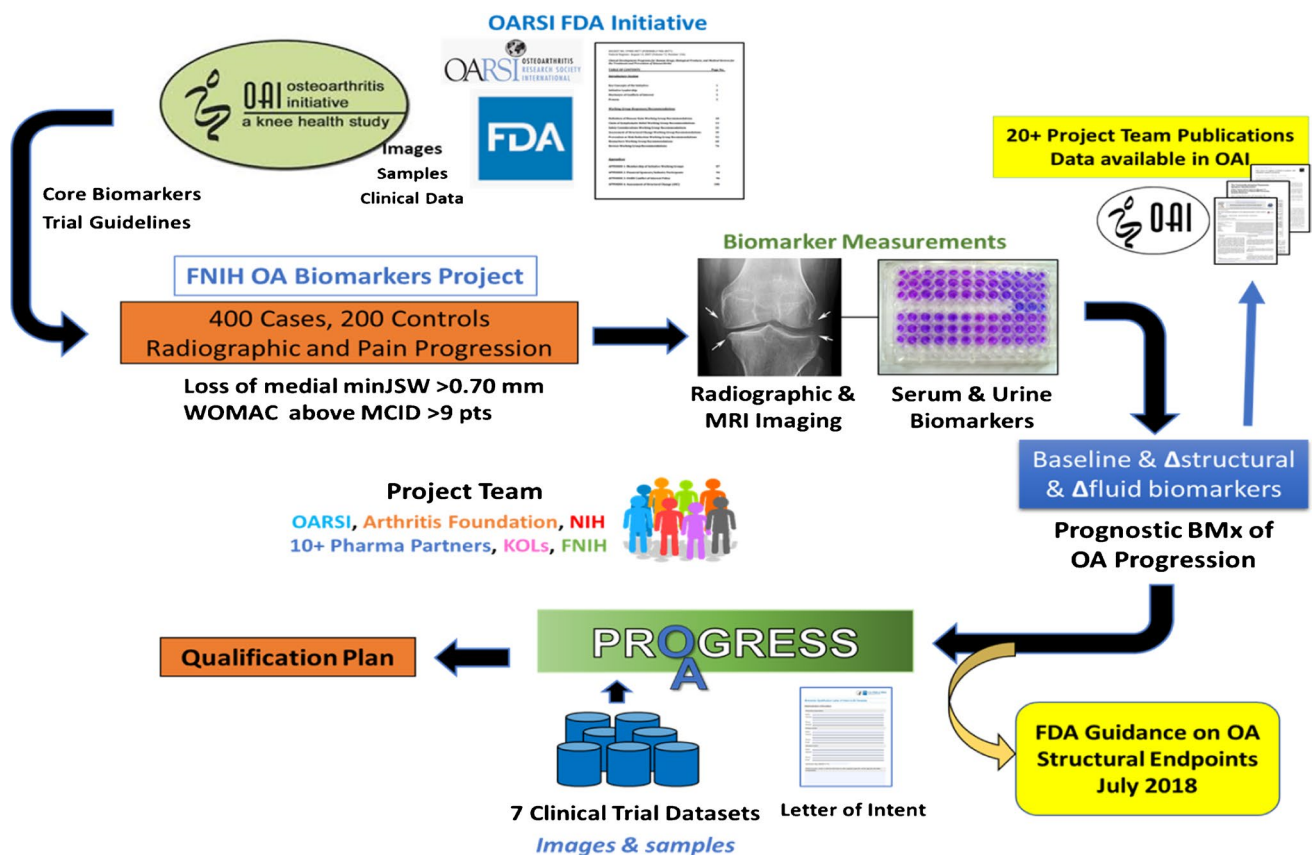 OARSI FDA Initiative
OAI osteoarthritis
initiative
a knee health study
OARSI OSTEOARTHRITIS
RESEARCH SOCIETY
INTERNATIONAL
FDA
TABLE OF CONTENTS
Images
Samples
Clinical Data
Core Biomarkers
Trial Guidelines
20+ Project Team Publications
Data available in OAI
OAI
FNIH OA Biomarkers Project
400 Cases, 200 Controls
Radiographic and Pain Progression
Loss of medial minJSW >0.70 mm
WOMAC above MCID >9 pts
Biomarker Measurements
Radiographic &
MRI Imaging
Serum & Urine
Biomarkers
Baseline & Δstructural
& Δfluid biomarkers
Prognostic BMx of
OA Progression
Project Team
OARSI, Arthritis Foundation, NIH
10+ Pharma Partners, KOLs, FNIH
PROGRESS
A
Qualification Plan
7 Clinical Trial Datasets
Images & samples
Letter of Intent
FDA Guidance on OA
Structural Endpoints
July 2018